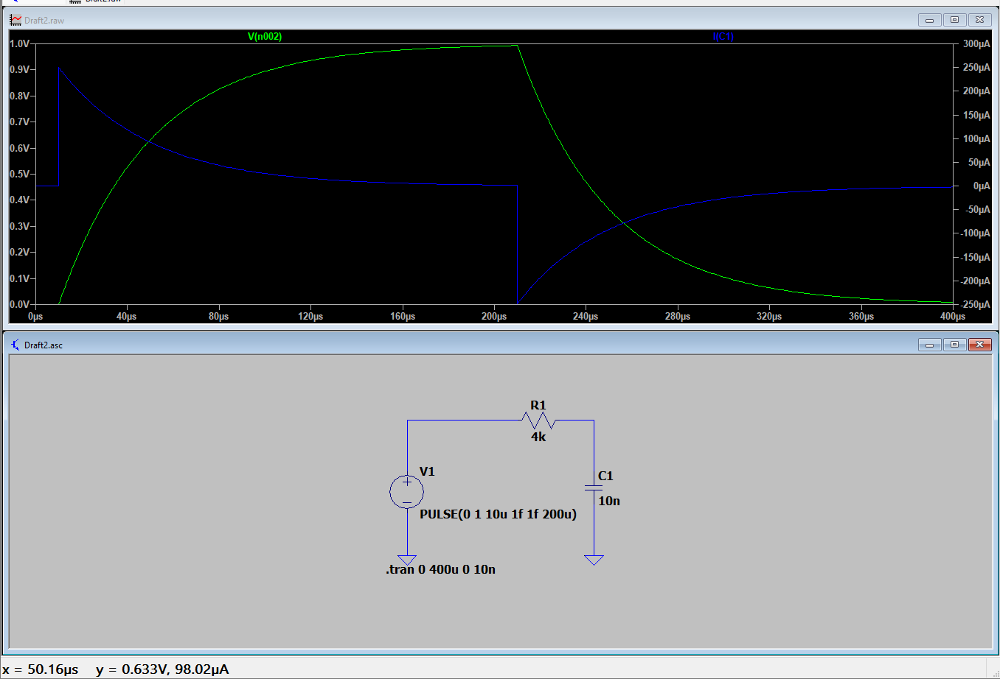 Draft2.raw
Draft2.raw
V(n002) I(C1)
1.0V 300µA
0.9V 250µA
0.8V 200µA
0.7V 150µA
0.6V 100µA
0.5V 50µA
0µA
0.4V -50µA
0.3V -100µA
0.2V -150µA
0.1V -200µA
0.0V -250µA
0µs 40µs 80µs 120µs 160µs 200µs 240µs 280µs 320µs 360µs 400µs
Draft2.asc
R1
4k
V1
C1
10n
PULSE(0 1 10u 1f 1f 200u)
.tran 0 400u 0 10n
x = 50.16µs y = 0.633V, 98.02µA